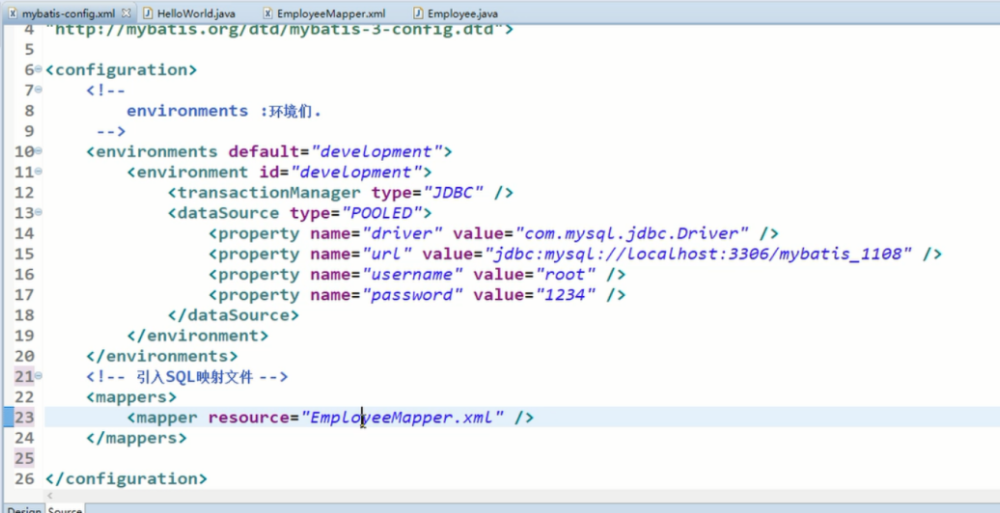 mybatis-config.xml HelloWorld.java EmployeeMapper.xml Employee.java
4 "http://mybatis.org/dtd/mybatis-3-config.dtd">
5
6 <configuration>
7     <!--
8         environments :环境们.
9      -->
10     <environments default="development">
11         <environment id="development">
12             <transactionManager type="JDBC" />
13             <dataSource type="POOLED">
14                 <property name="driver" value="com.mysql.jdbc.Driver" />
15                 <property name="url" value="jdbc:mysql://localhost:3306/mybatis_1108" />
16                 <property name="username" value="root" />
17                 <property name="password" value="1234" />
18             </dataSource>
19         </environment>
20     </environments>
21     <!-- 引入SQL映射文件 -->
22     <mappers>
23         <mapper resource="EmployeeMapper.xml" />
24     </mappers>
25
26 </configuration>
Design Source